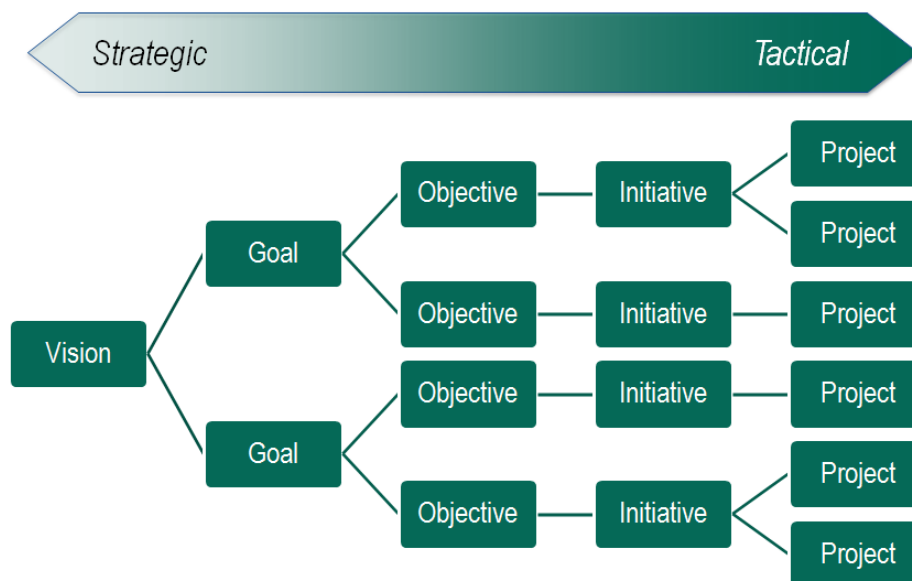 Strategic Tactical
Project
Objective Initiative
Project
Goal
Objective Initiative Project
Vision
Objective Initiative Project
Goal
Project
Objective Initiative
Project